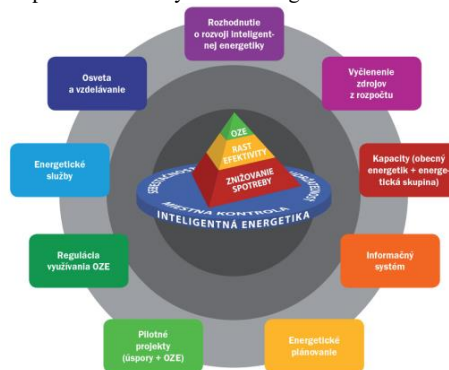 Rozhodnutie
o rozvoji inteligent-
nej energetiky
Vyčlenenie
zdrojov
z rozpočtu
Kapacity (obecný
energetik + energe-
tická skupina)
Informačný
systém
Energetické
plánovanie
Pilotné
projekty
(úspory + OZE)
Regulácia
využívania OZE
Energetické
služby
Osveta
a vzdelávanie
OZE
RAST
EFEKTIVITY
ZNIŽOVANIE
SPOTREBY
MIESTNA KONTROLA
INTELIGENTNÁ ENERGETIKA